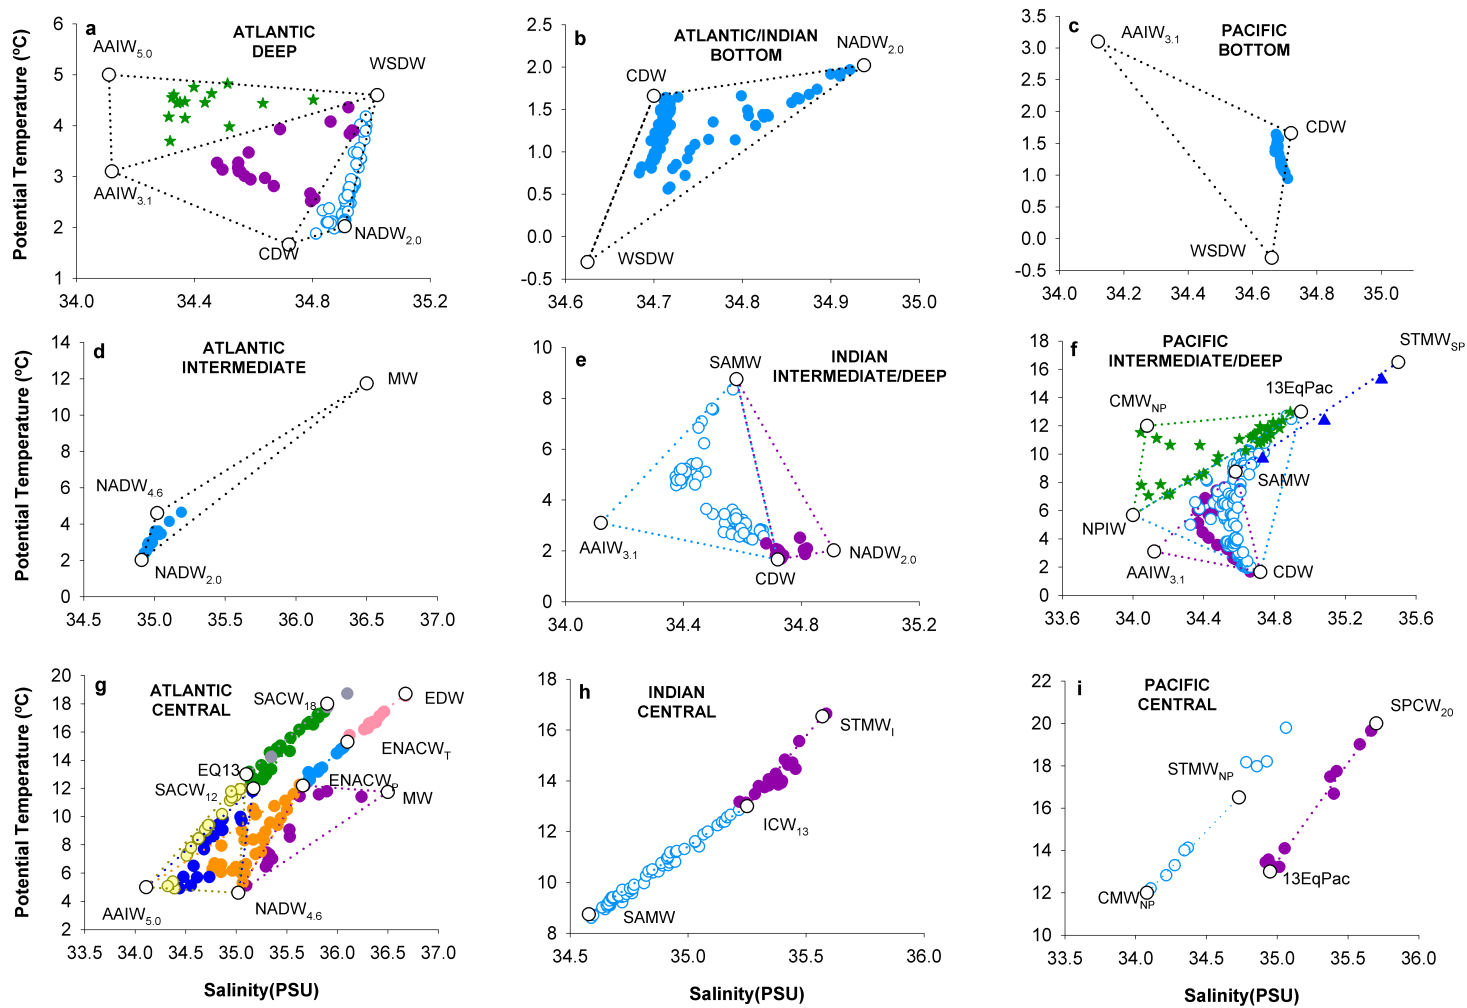 a
ATLANTIC
DEEP
Potential Temperature (ºC)
6
5
4
3
2
1
34.0
34.4
34.8
35.2
AAIW5.0
WSDW
AAIW3.1
CDW
NADW2.0
b
ATLANTIC/INDIAN
BOTTOM
2.5
2.0
1.5
1.0
0.5
0.0
-0.5
34.6
34.7
34.8
34.9
35.0
NADW2.0
CDW
WSDW
c
PACIFIC
BOTTOM
3.5
3.0
2.5
2.0
1.5
1.0
0.5
0.0
-0.5
34.0
34.2
34.4
34.6
34.8
35.0
AAIW3.1
CDW
WSDW
d
ATLANTIC
INTERMEDIATE
Potential Temperature (ºC)
14
12
10
8
6
4
2
0
34.5
35.0
35.5
36.0
36.5
37.0
MW
NADW4.6
NADW2.0
e
INDIAN
INTERMEDIATE/DEEP
10
8
6
4
2
0
34.0
34.4
34.8
35.2
SAMW
AAIW3.1
CDW
NADW2.0
f
PACIFIC
INTERMEDIATE/DEEP
18
16
14
12
10
8
6
4
2
0
33.6
34.0
34.4
34.8
35.2
35.6
STMWSP
13EqPac
CMWNP
SAMW
NPIW
AAIW3.1
CDW
g
ATLANTIC
CENTRAL
Potential Temperature (ºC)
20
18
16
14
12
10
8
6
4
2
33.5
34.0
34.5
35.0
35.5
36.0
36.5
37.0
SACW18
EDW
ENACWT
EQ13
ENACWP
SACW12
MW
AAIW5.0
NADW4.6
Salinity(PSU)
h
INDIAN
CENTRAL
18
16
14
12
10
8
34.5
35.0
35.5
36.0
STMWI
ICW13
SAMW
Salinity(PSU)
i
PACIFIC
CENTRAL
22
20
18
16
14
12
10
33.5
34.0
34.5
35.0
35.5
36.0
SPCW20
STMWNP
CMWNP
13EqPac
Salinity(PSU)